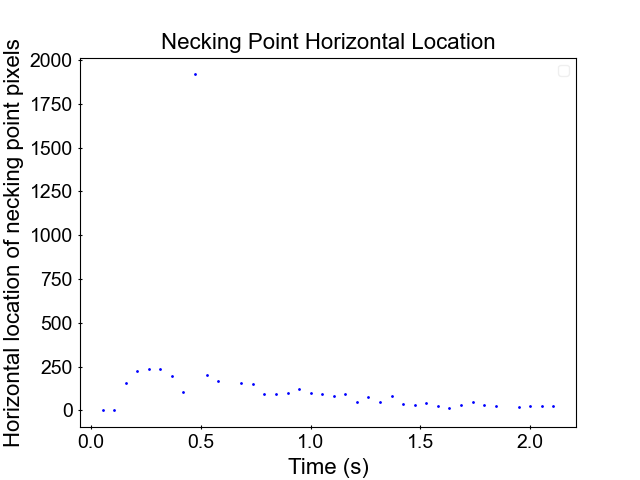 Necking Point Horizontal Location
Horizontal location of necking point pixels
2000
1750
1500
1250
1000
750
500
250
0
0.0 0.5 1.0 1.5 2.0
Time (s)